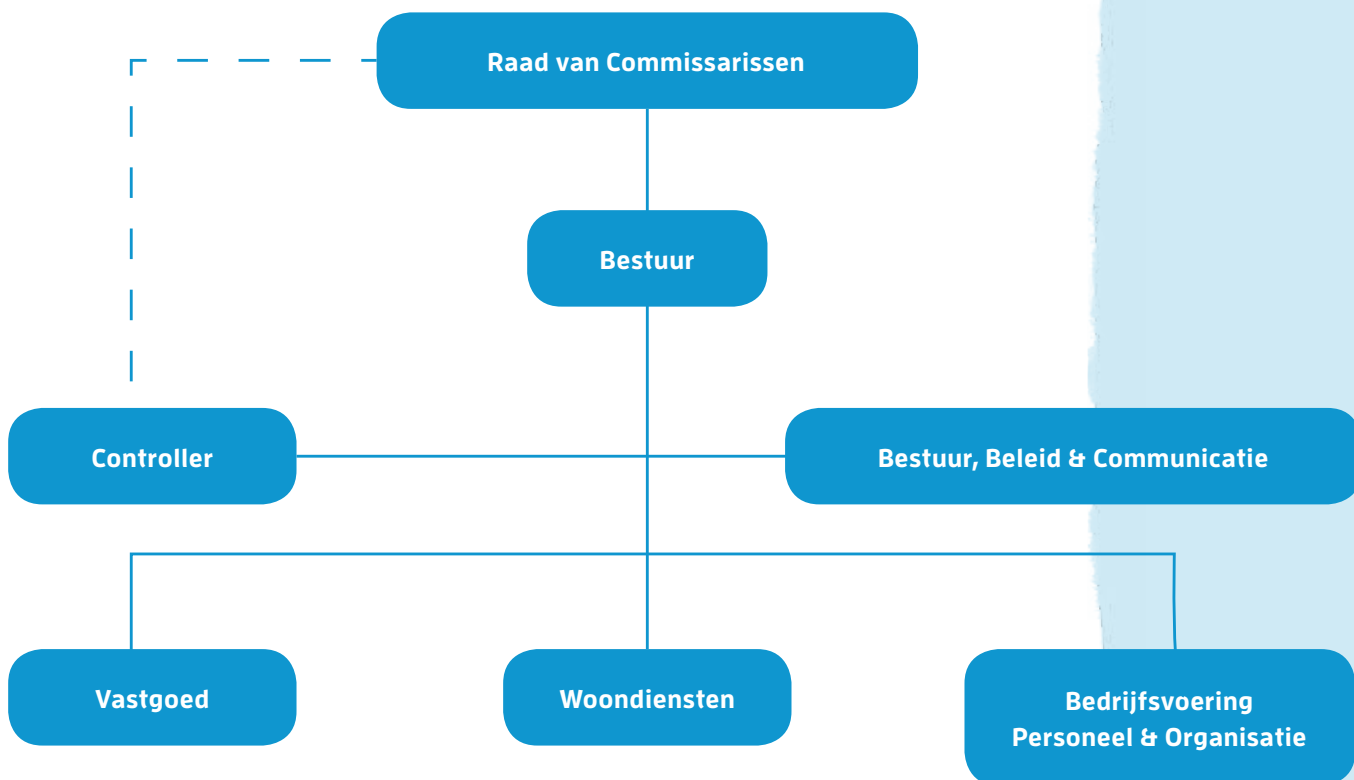 Raad van Commissarissen
Bestuur
Controller
Bestuur, Beleid & Communicatie
Vastgoed
Woondiensten
Bedrijfsvoering
Personeel & Organisatie